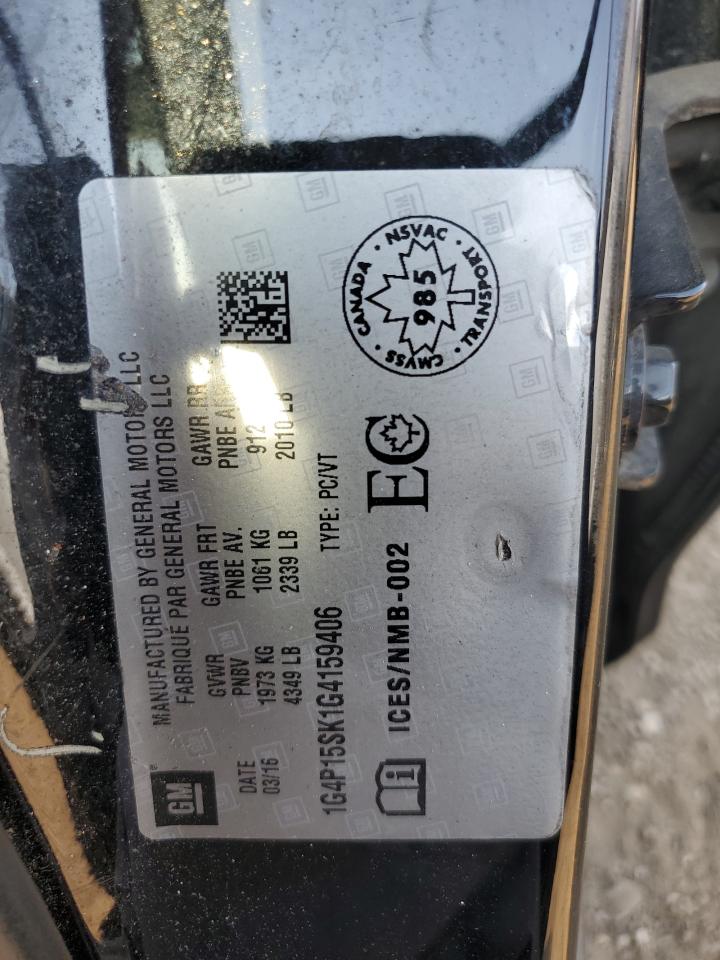 GM
MANUFACTURED BY GENERAL MOTORS LLC
FABRIQUÉ PAR GENERAL MOTORS LLC
DATE GVWR GAWR FRT GAWR
03/16 PNBV PNBE AV. PNBE
1973 KG 1061 KG 912
4349 LB 2339 LB 2010 LB
1G4P15SK1G4159406 TYPE: PC/VT
ICES/NMB-002 EC
CANADA · NSVAC · TRANSPORT · CMVSS ·
985